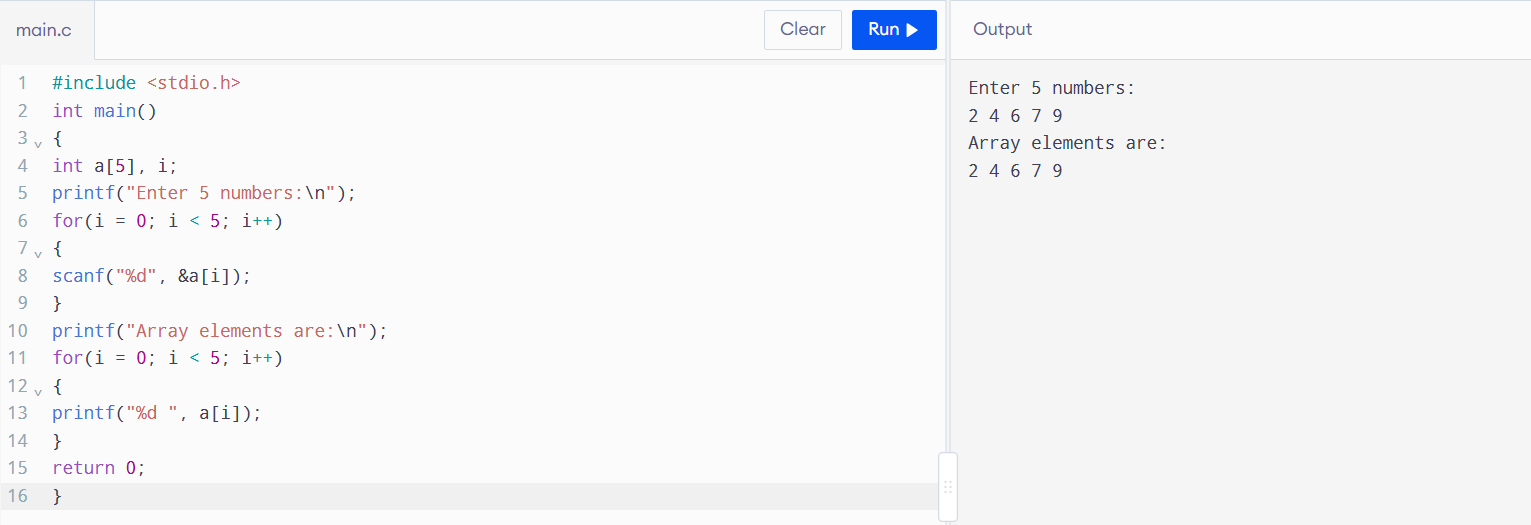 main.c
Clear
Run
Output
1 #include <stdio.h>
2 int main()
3 {
4 int a[5], i;
5 printf("Enter 5 numbers:\n");
6 for(i = 0; i < 5; i++)
7 {
8 scanf("%d", &a[i]);
9 }
10 printf("Array elements are:\n");
11 for(i = 0; i < 5; i++)
12 {
13 printf("%d ", a[i]);
14 }
15 return 0;
16 }
Enter 5 numbers:
2 4 6 7 9
Array elements are:
2 4 6 7 9